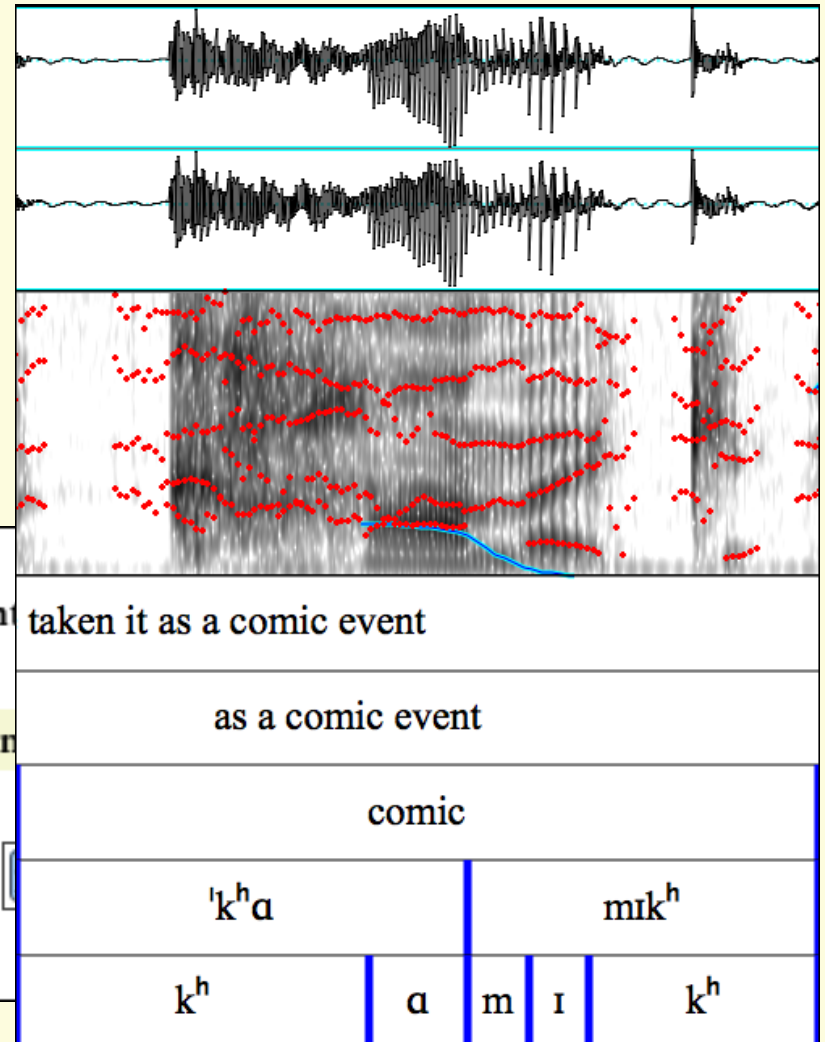 taken it as a comic event
as a comic event
comic
ˈkʰɑ mɪkʰ
kʰ ɑ m ɪ kʰ